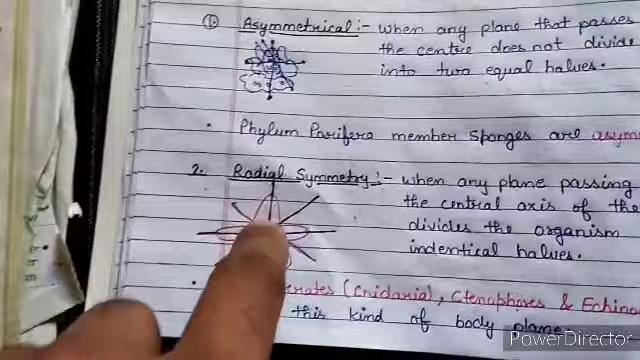 ① Asymmetrical :- when any plane that passes
the centre does not divide
into two equal halves.
• Phylum Porifera member sponges are asym
2. Radial Symmetry :- when any plane passing
the central axis of the
divides the organism
indentical halves.
(Cnidaria), Ctenophores & Echino
this kind of body plane.
PowerDirector